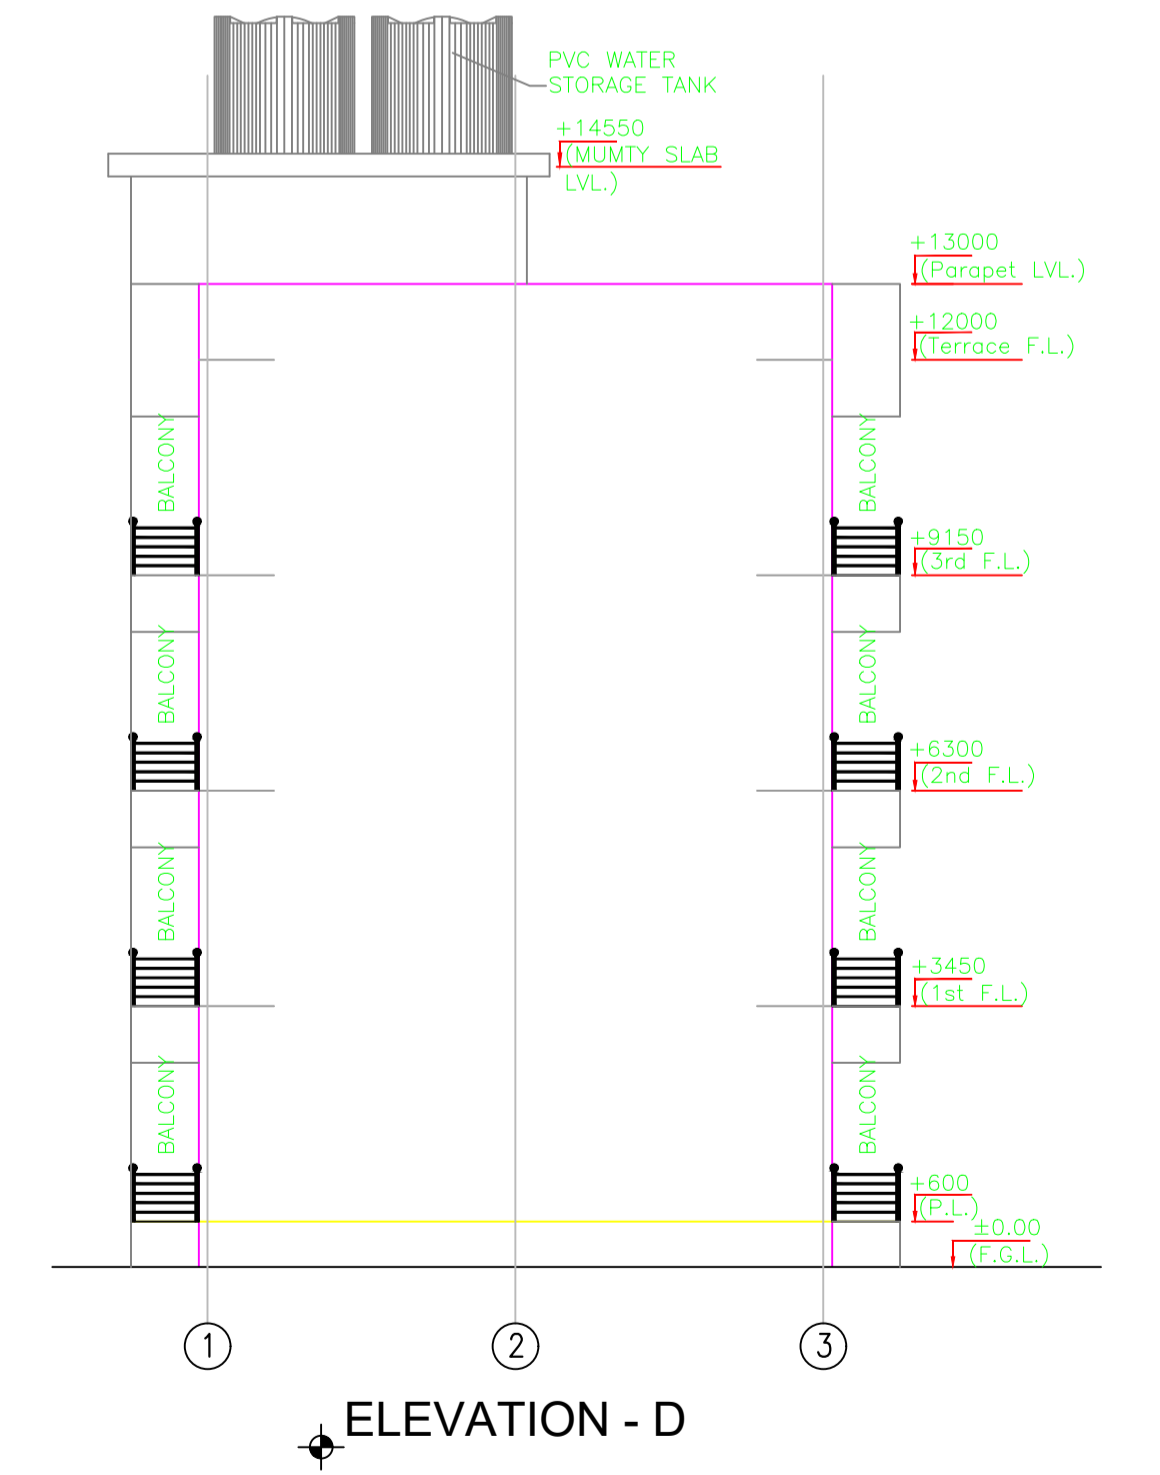 PVC WATER
STORAGE TANK
+14550
(MUMTY SLAB
LVL.)
+13000
(Parapet LVL.)
+12000
(Terrace F.L.)
BALCONY
BALCONY
+9150
(3rd F.L.)
BALCONY
BALCONY
+6300
(2nd F.L.)
BALCONY
BALCONY
+3450
(1st F.L.)
BALCONY
BALCONY
+600
(P.L.)
±0.00
(F.G.L.)
1
2
3
ELEVATION - D